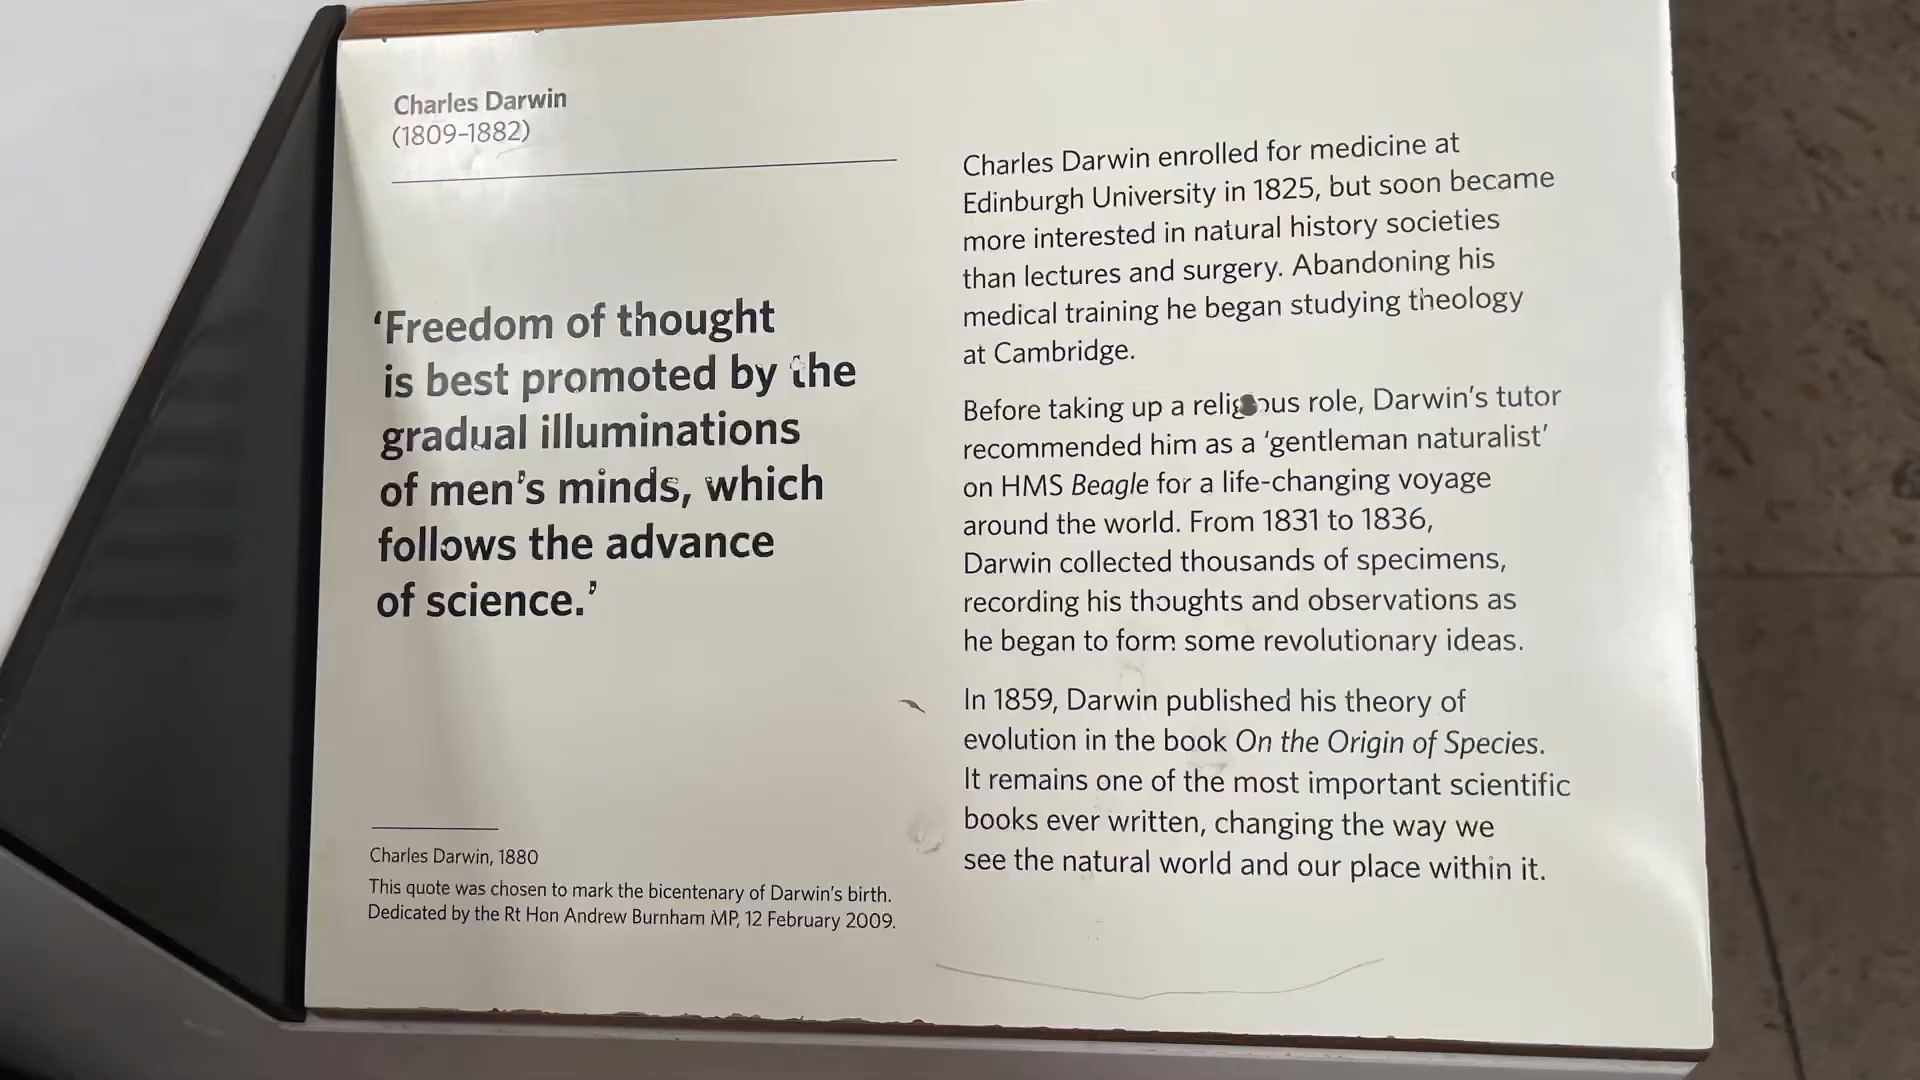 Charles Darwin
(1809–1882)
‘Freedom of thought
is best promoted by the
gradual illuminations
of men’s minds, which
follows the advance
of science.’
Charles Darwin, 1880
This quote was chosen to mark the bicentenary of Darwin’s birth.
Dedicated by the Rt Hon Andrew Burnham MP, 12 February 2009.
Charles Darwin enrolled for medicine at
Edinburgh University in 1825, but soon became
more interested in natural history societies
than lectures and surgery. Abandoning his
medical training he began studying theology
at Cambridge.
Before taking up a religious role, Darwin’s tutor
recommended him as a ‘gentleman naturalist’
on HMS Beagle for a life-changing voyage
around the world. From 1831 to 1836,
Darwin collected thousands of specimens,
recording his thoughts and observations as
he began to form some revolutionary ideas.
In 1859, Darwin published his theory of
evolution in the book On the Origin of Species.
It remains one of the most important scientific
books ever written, changing the way we
see the natural world and our place within it.